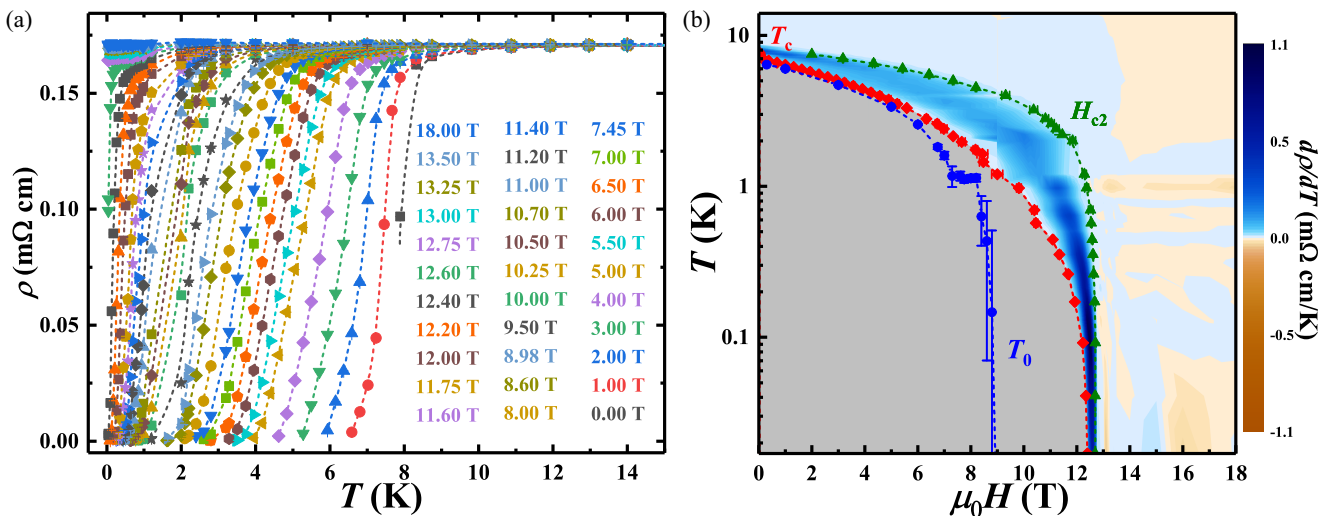 (a)
ρ (mΩ cm)
0.15
0.10
0.05
0.00
0 2 4 6 8 10 12 14
T (K)
18.00 T 11.40 T 7.45 T
13.50 T 11.20 T 7.00 T
13.25 T 11.00 T 6.50 T
13.00 T 10.70 T 6.00 T
12.75 T 10.50 T 5.50 T
12.60 T 10.25 T 5.00 T
12.40 T 10.00 T 4.00 T
12.20 T 9.50 T 3.00 T
12.00 T 8.98 T 2.00 T
11.75 T 8.60 T 1.00 T
11.60 T 8.00 T 0.00 T
(b)
T (K)
10
1
0.1
0 2 4 6 8 10 12 14 16 18
μ₀H (T)
Tc
Hc2
T₀
1.1
0.5
0.0
-0.5
-1.1
dρ/dT (mΩ cm/K)